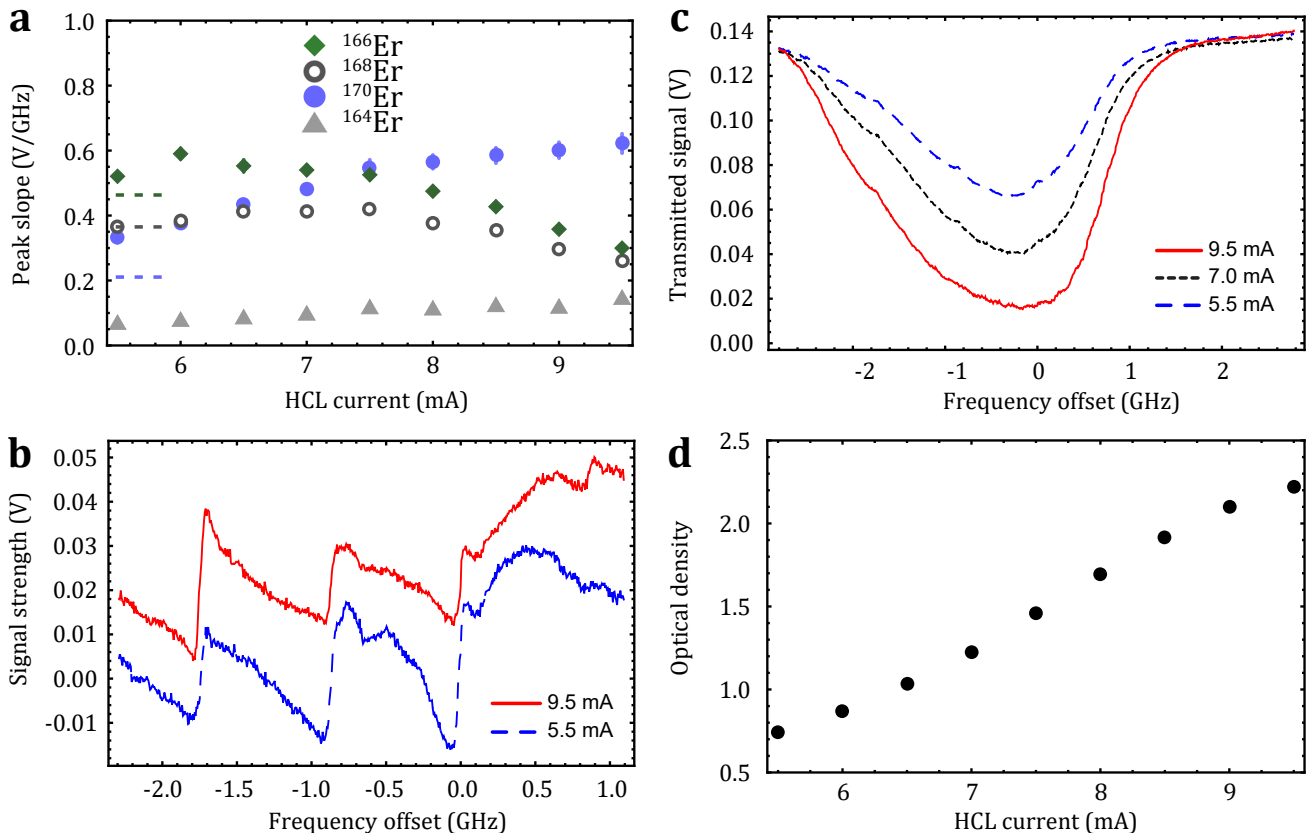 a
1.0
0.8
0.6
0.4
0.2
0.0
Peak slope (V/GHz)
¹⁶⁶Er
¹⁶⁸Er
¹⁷⁰Er
¹⁶⁴Er
6
7
8
9
HCL current (mA)
c
0.14
0.12
0.10
0.08
0.06
0.04
0.02
0.00
Transmitted signal (V)
9.5 mA
7.0 mA
5.5 mA
-2
-1
0
1
2
Frequency offset (GHz)
b
0.05
0.04
0.03
0.02
0.01
0.00
-0.01
Signal strength (V)
9.5 mA
5.5 mA
-2.0
-1.5
-1.0
-0.5
0.0
0.5
1.0
Frequency offset (GHz)
d
2.5
2.0
1.5
1.0
0.5
Optical density
6
7
8
9
HCL current (mA)